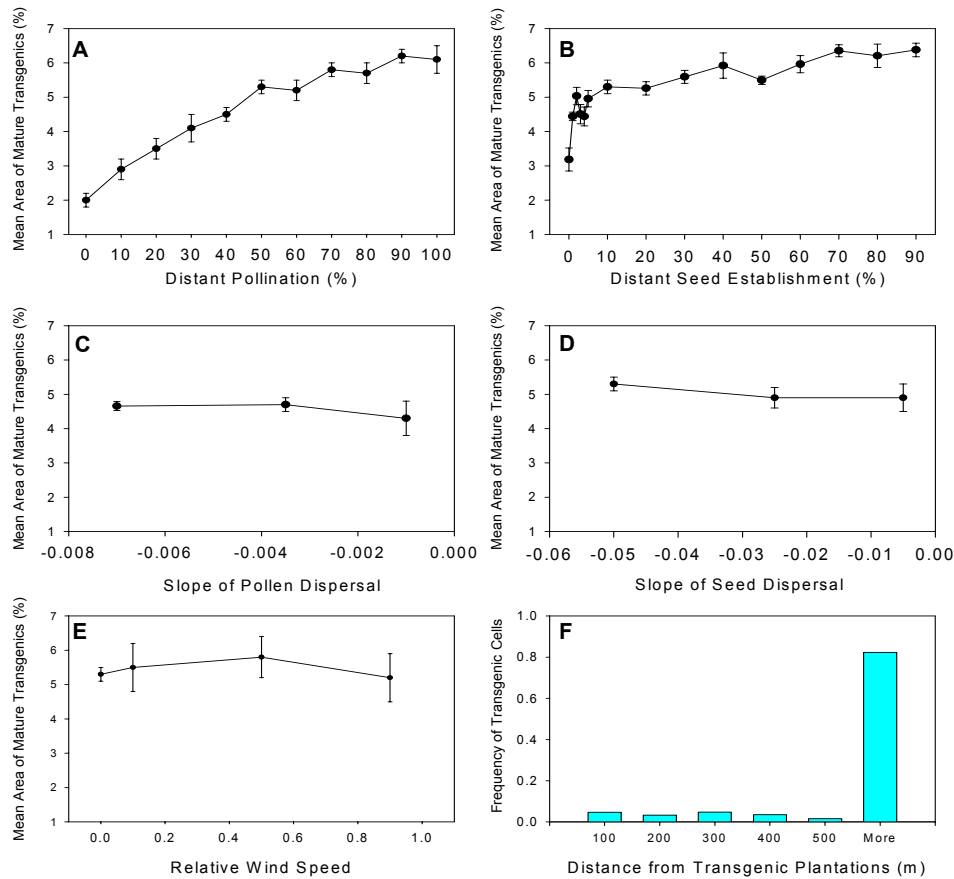 A
Mean Area of Mature Transgenics (%)
7
6
5
4
3
2
1
0 10 20 30 40 50 60 70 80 90 100
Distant Pollination (%)
B
Mean Area of Mature Transgenics (%)
7
6
5
4
3
2
1
0 10 20 30 40 50 60 70 80 90
Distant Seed Establishment (%)
C
Mean Area of Mature Transgenics (%)
7
6
5
4
3
2
1
-0.008 -0.006 -0.004 -0.002 0.000
Slope of Pollen Dispersal
D
Mean Area of Mature Transgenics (%)
7
6
5
4
3
2
1
-0.06 -0.05 -0.04 -0.03 -0.02 -0.01 0.00
Slope of Seed Dispersal
E
Mean Area of Mature Transgenics (%)
7
6
5
4
3
2
1
0.0 0.2 0.4 0.6 0.8 1.0
Relative Wind Speed
F
Frequency of Transgenic Cells
1.0
0.8
0.6
0.4
0.2
0.0
100 200 300 400 500 More
Distance from Transgenic Plantations (m)